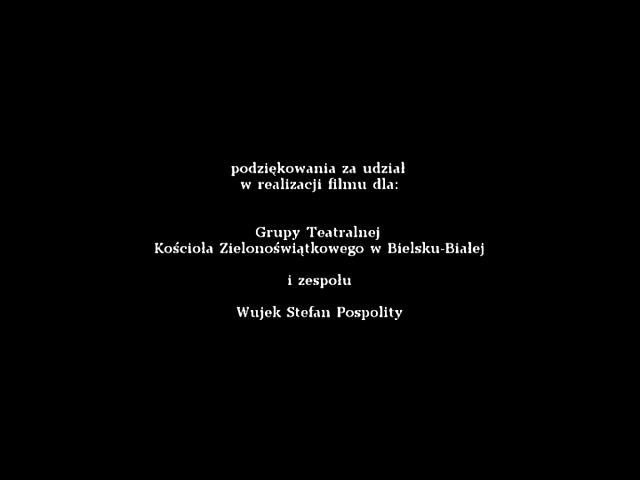 podziękowania za udział
w realizacji filmu dla:
Grupy Teatralnej
Kościoła Zielonoświątkowego w Bielsku-Białej
i zespołu
Wujek Stefan Pospolity